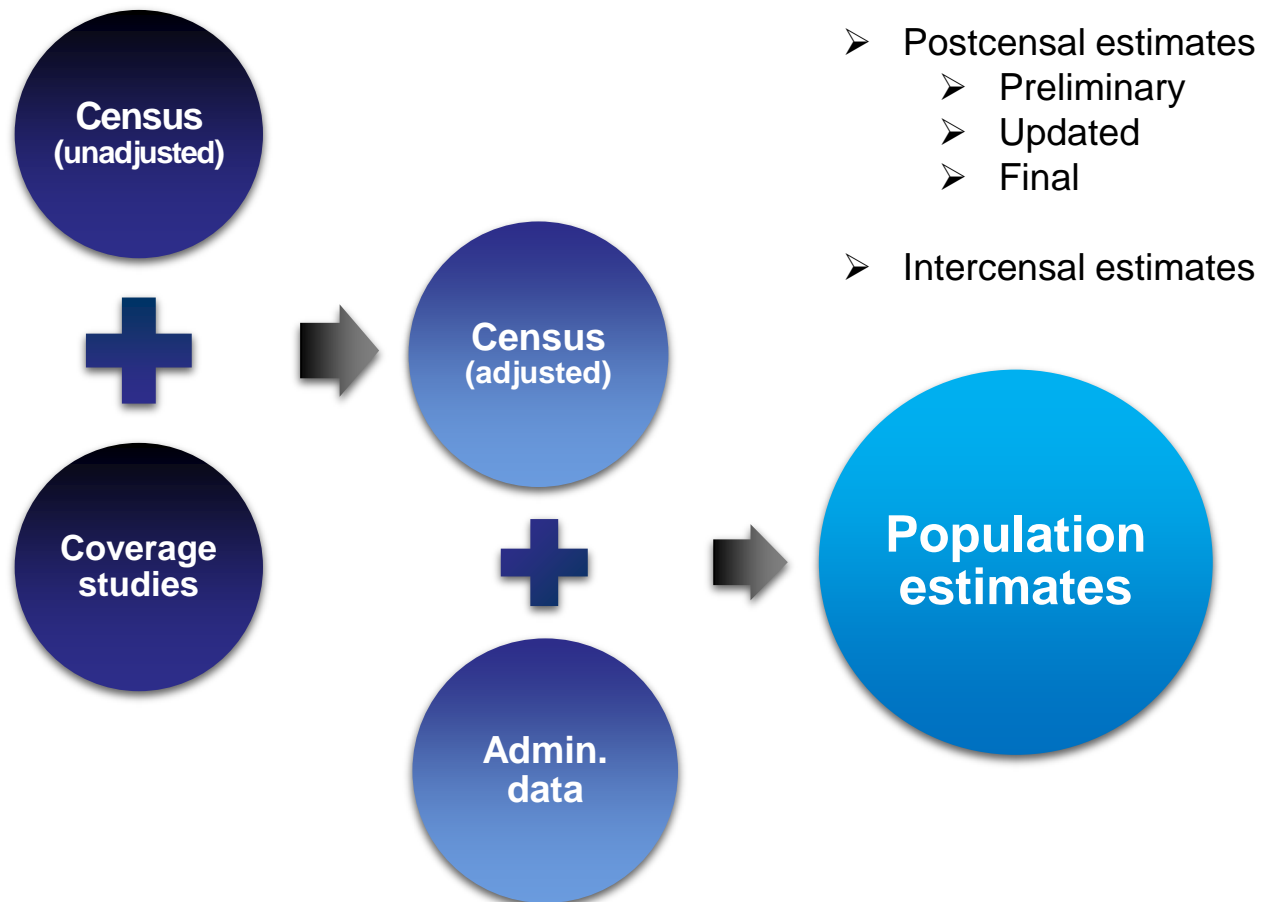 Census
(unadjusted)
Coverage
studies
Census
(adjusted)
Admin.
data
Population
estimates
➢ Postcensal estimates
➢ Preliminary
➢ Updated
➢ Final
➢ Intercensal estimates